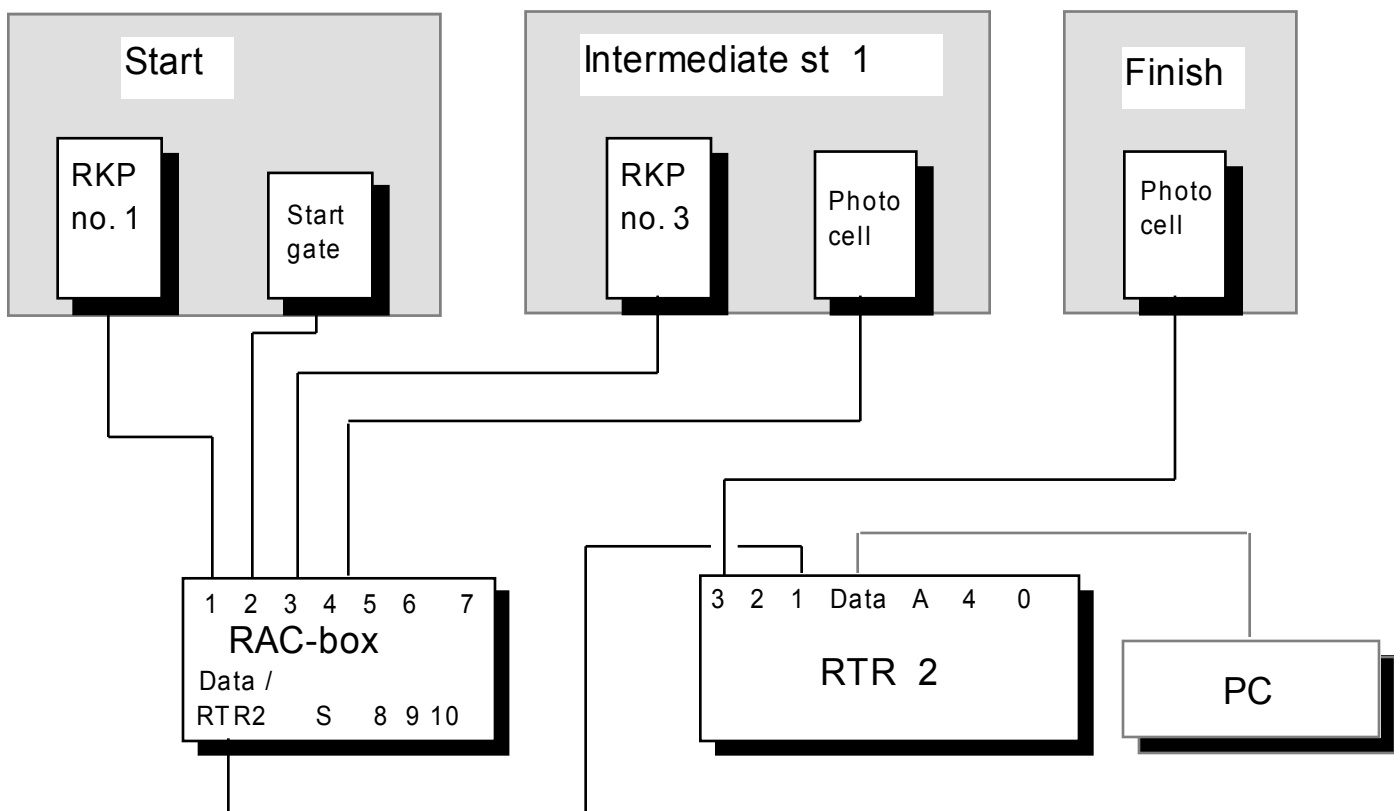 Start
RKP
no. 1
Start
gate
Intermediate st 1
RKP
no. 3
Photo
cell
Finish
Photo
cell
1 2 3 4 5 6 7
RAC-box
Data /
RTR2 S 8 9 10
3 2 1 Data A 4 0
RTR 2
PC